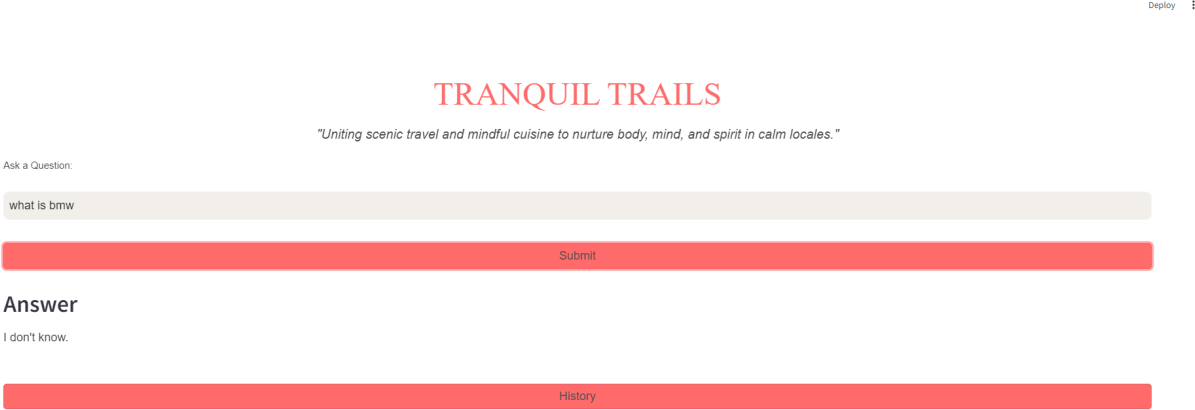 Deploy
TRANQUIL TRAILS
"Uniting scenic travel and mindful cuisine to nurture body, mind, and spirit in calm locales."
Ask a Question:
what is bmw
Submit
Answer
I don't know.
History